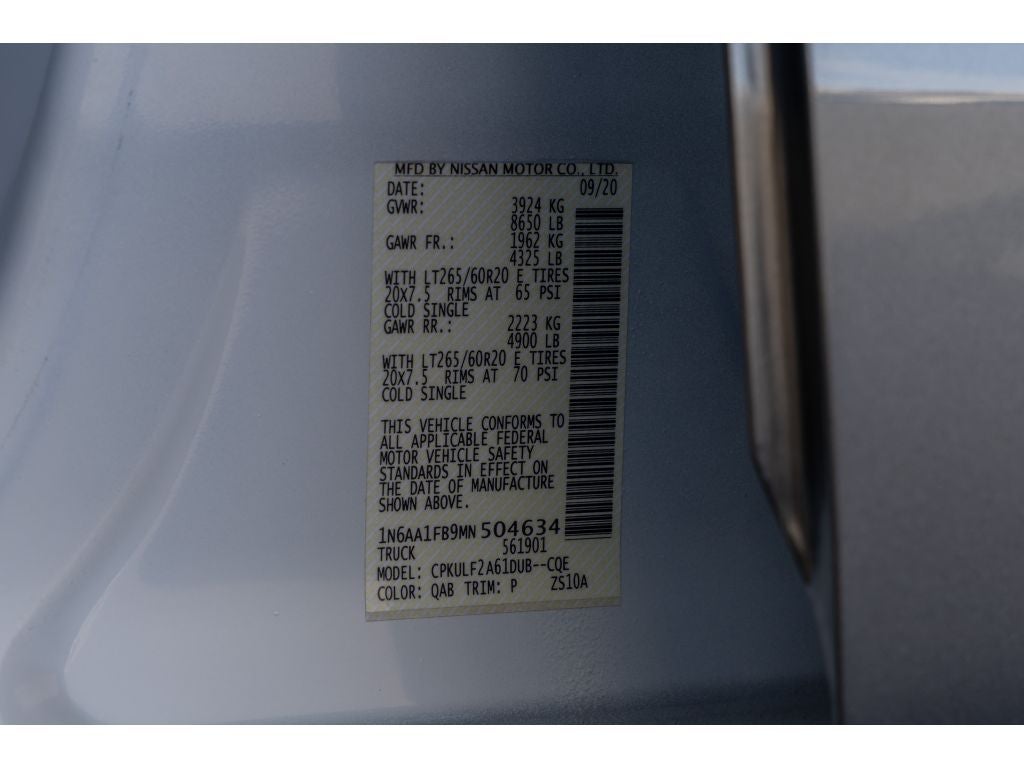 MFD BY NISSAN MOTOR CO., LTD.
DATE: 09/20
GVWR: 3924 KG
8650 LB
GAWR FR.: 1962 KG
4325 LB
WITH LT265/60R20 E TIRES
20X7.5 RIMS AT 65 PSI
COLD SINGLE
GAWR RR.: 2223 KG
4900 LB
WITH LT265/60R20 E TIRES
20X7.5 RIMS AT 70 PSI
COLD SINGLE
THIS VEHICLE CONFORMS TO
ALL APPLICABLE FEDERAL
MOTOR VEHICLE SAFETY
STANDARDS IN EFFECT ON
THE DATE OF MANUFACTURE
SHOWN ABOVE.
1N6AA1FB9MN504634
TRUCK 561901
MODEL: CPKULF2A61DUB--CQE
COLOR: QAB TRIM: P ZS10A